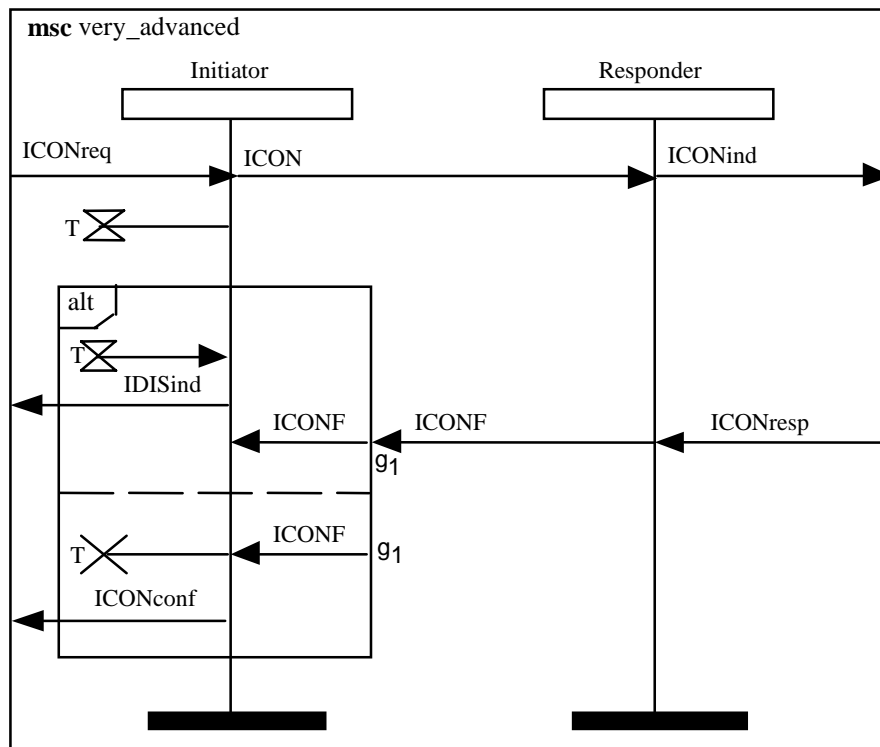 msc very_advanced
Initiator
Responder
ICONreq
ICON
ICONind
T
alt
T
IDISind
ICONF
ICONF
ICONresp
g1
T
ICONF
g1
ICONconf